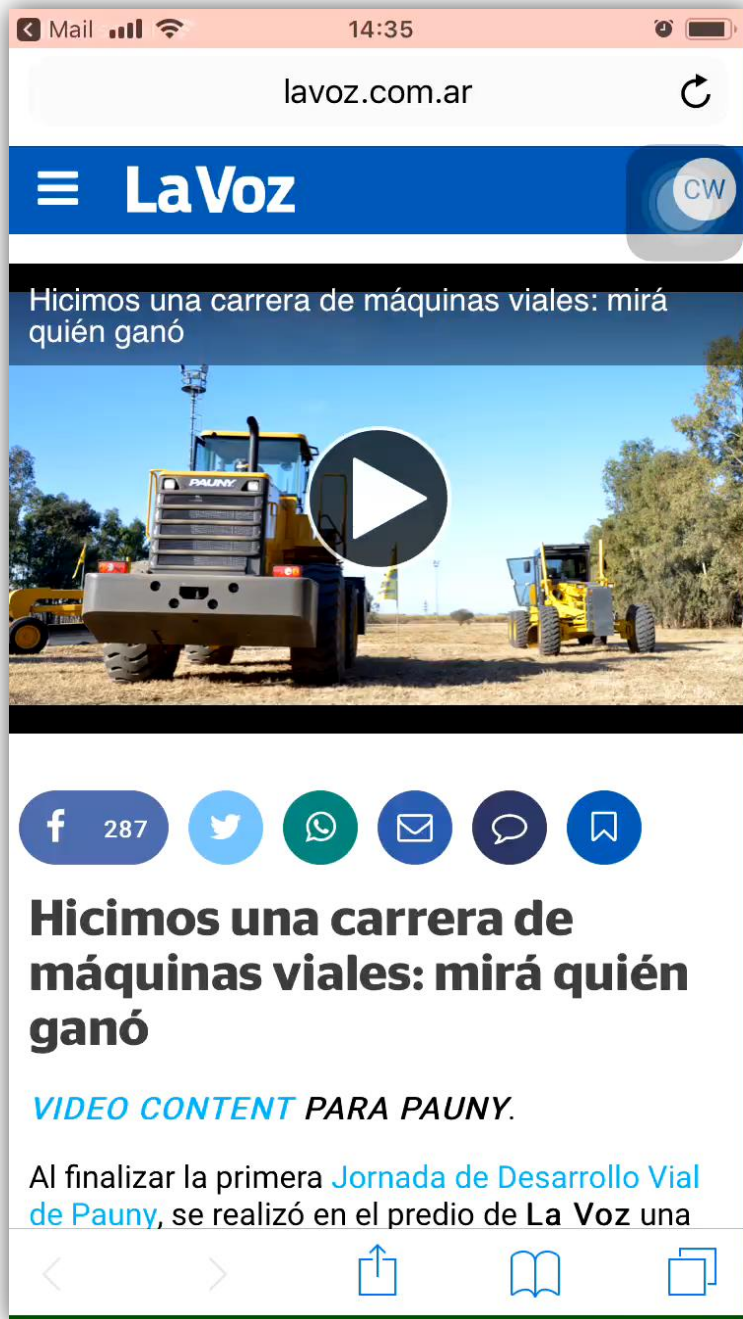 Mail
14:35
lavoz.com.ar
La Voz
CW
Hicimos una carrera de máquinas viales: mirá
quién ganó
PAUNY
f 287
Hicimos una carrera de
máquinas viales: mirá quién
ganó
VIDEO CONTENT PARA PAUNY.
Al finalizar la primera Jornada de Desarrollo Vial
de Pauny, se realizó en el predio de La Voz una